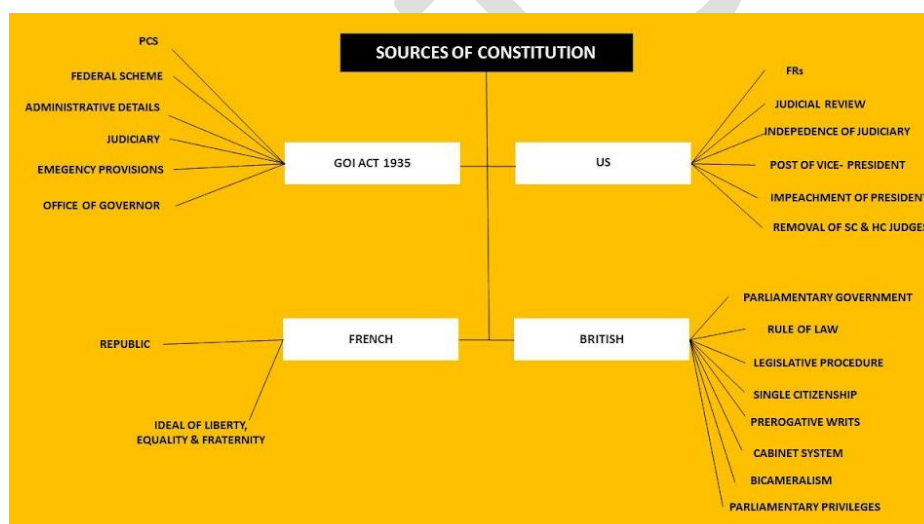 SOURCES OF CONSTITUTION
PCS
FEDERAL SCHEME
ADMINISTRATIVE DETAILS
JUDICIARY
EMEGENCY PROVISIONS
OFFICE OF GOVERNOR
GOI ACT 1935
US
FRs
JUDICIAL REVIEW
INDEPEDENCE OF JUDICIARY
POST OF VICE- PRESIDENT
IMPEACHMENT OF PRESIDENT
REMOVAL OF SC & HC JUDGES
REPUBLIC
IDEAL OF LIBERTY,
EQUALITY & FRATERNITY
FRENCH
BRITISH
PARLIAMENTARY GOVERNMENT
RULE OF LAW
LEGISLATIVE PROCEDURE
SINGLE CITIZENSHIP
PREROGATIVE WRITS
CABINET SYSTEM
BICAMERALISM
PARLIAMENTARY PRIVILEGES